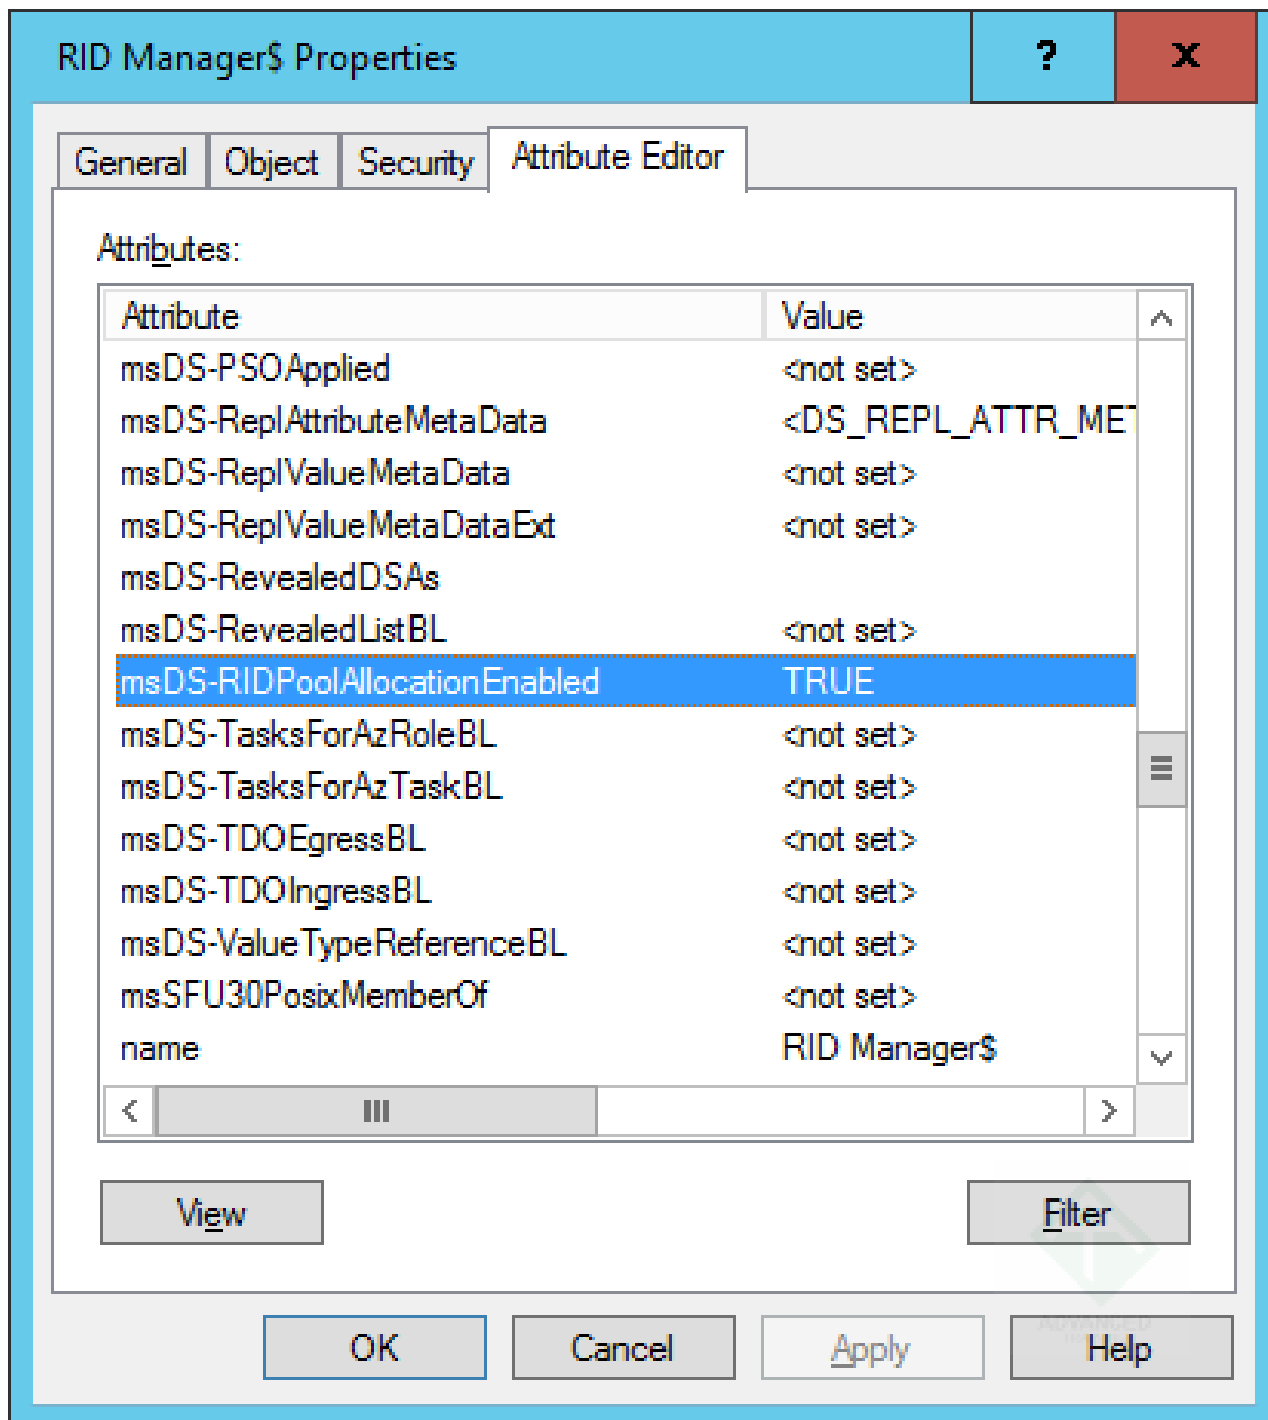 RID Manager$ Properties ? x
General Object Security Attribute Editor
Attributes:
Attribute Value
msDS-PSOApplied <not set>
msDS-ReplAttributeMetaData <DS_REPL_ATTR_MET
msDS-ReplValueMetaData <not set>
msDS-ReplValueMetaDataExt <not set>
msDS-RevealedDSAs
msDS-RevealedListBL <not set>
msDS-RIDPoolAllocationEnabled TRUE
msDS-TasksForAzRoleBL <not set>
msDS-TasksForAzTaskBL <not set>
msDS-TDOEgressBL <not set>
msDS-TDOIngressBL <not set>
msDS-ValueTypeReferenceBL <not set>
msSFU30PosixMemberOf <not set>
name RID Manager$
View Filter
ADVANCED
OK Cancel Apply Help